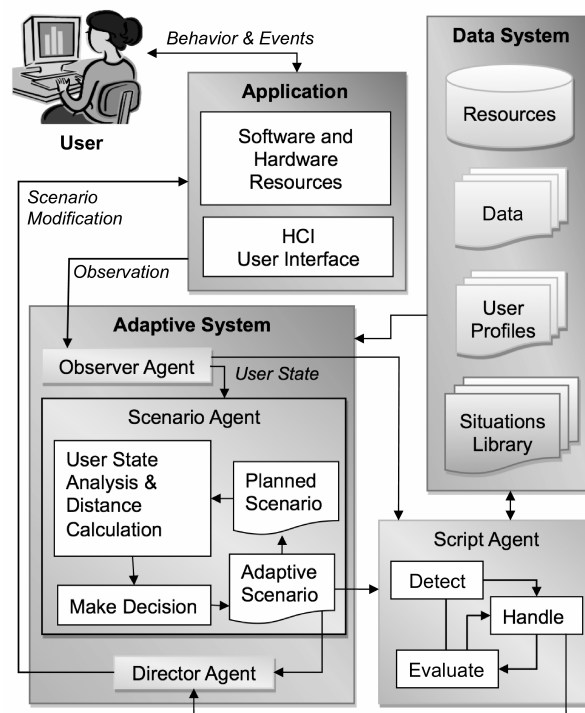 Behavior & Events
User
Application
Software and
Hardware
Resources
HCI
User Interface
Scenario
Modification
Observation
Data System
Resources
Data
User
Profiles
Situations
Library
Adaptive System
Observer Agent
User State
Scenario Agent
User State
Analysis &
Distance
Calculation
Planned
Scenario
Make Decision
Adaptive
Scenario
Director Agent
Script Agent
Detect
Handle
Evaluate